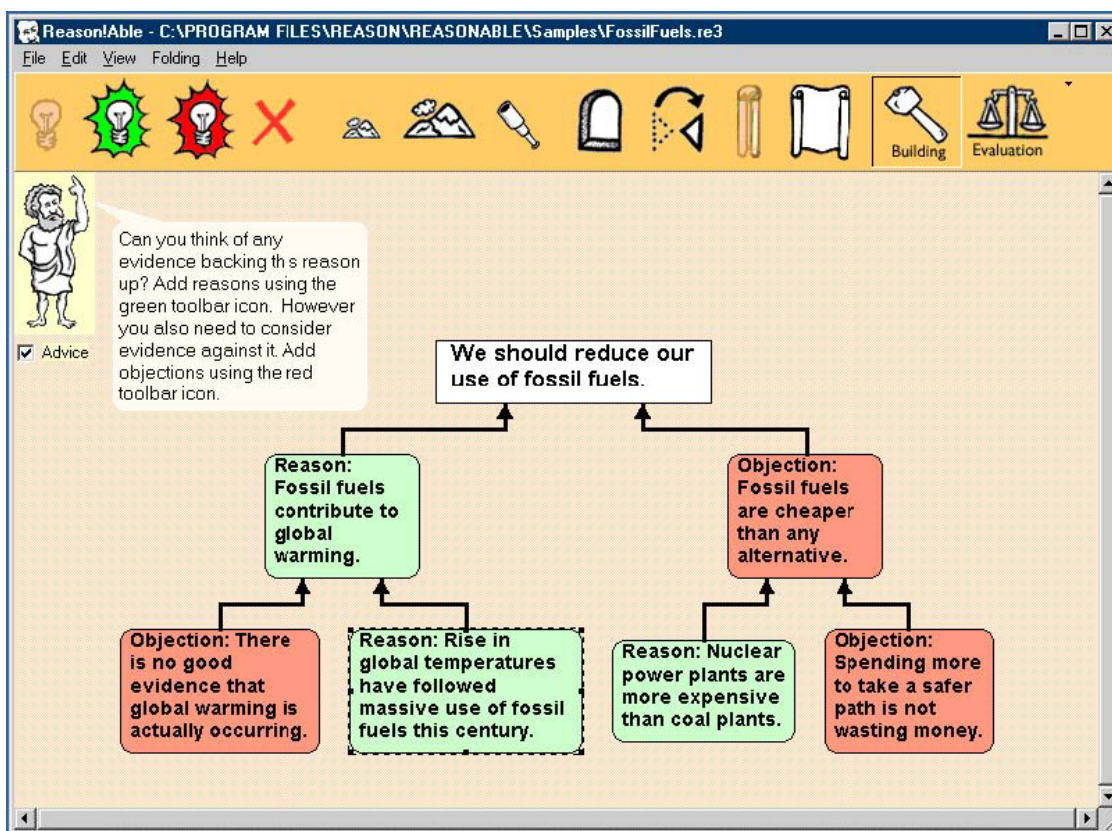 Reason!Able - C:\PROGRAM FILES\REASON\REASONABLE\Samples\FossilFuels.re3
File Edit View Folding Help
Building
Evaluation
Can you think of any
evidence backing th s reason
up? Add reasons using the
green toolbar icon. However
you also need to consider
evidence against it. Add
objections using the red
toolbar icon.
Advice
We should reduce our
use of fossil fuels.
Reason:
Fossil fuels
contribute to
global
warming.
Objection:
Fossil fuels
are cheaper
than any
alternative.
Objection: There
is no good
evidence that
global warming is
actually occurring.
Reason: Rise in
global temperatures
have followed
massive use of fossil
fuels this century.
Reason: Nuclear
power plants are
more expensive
than coal plants.
Objection:
Spending more
to take a safer
path is not
wasting money.